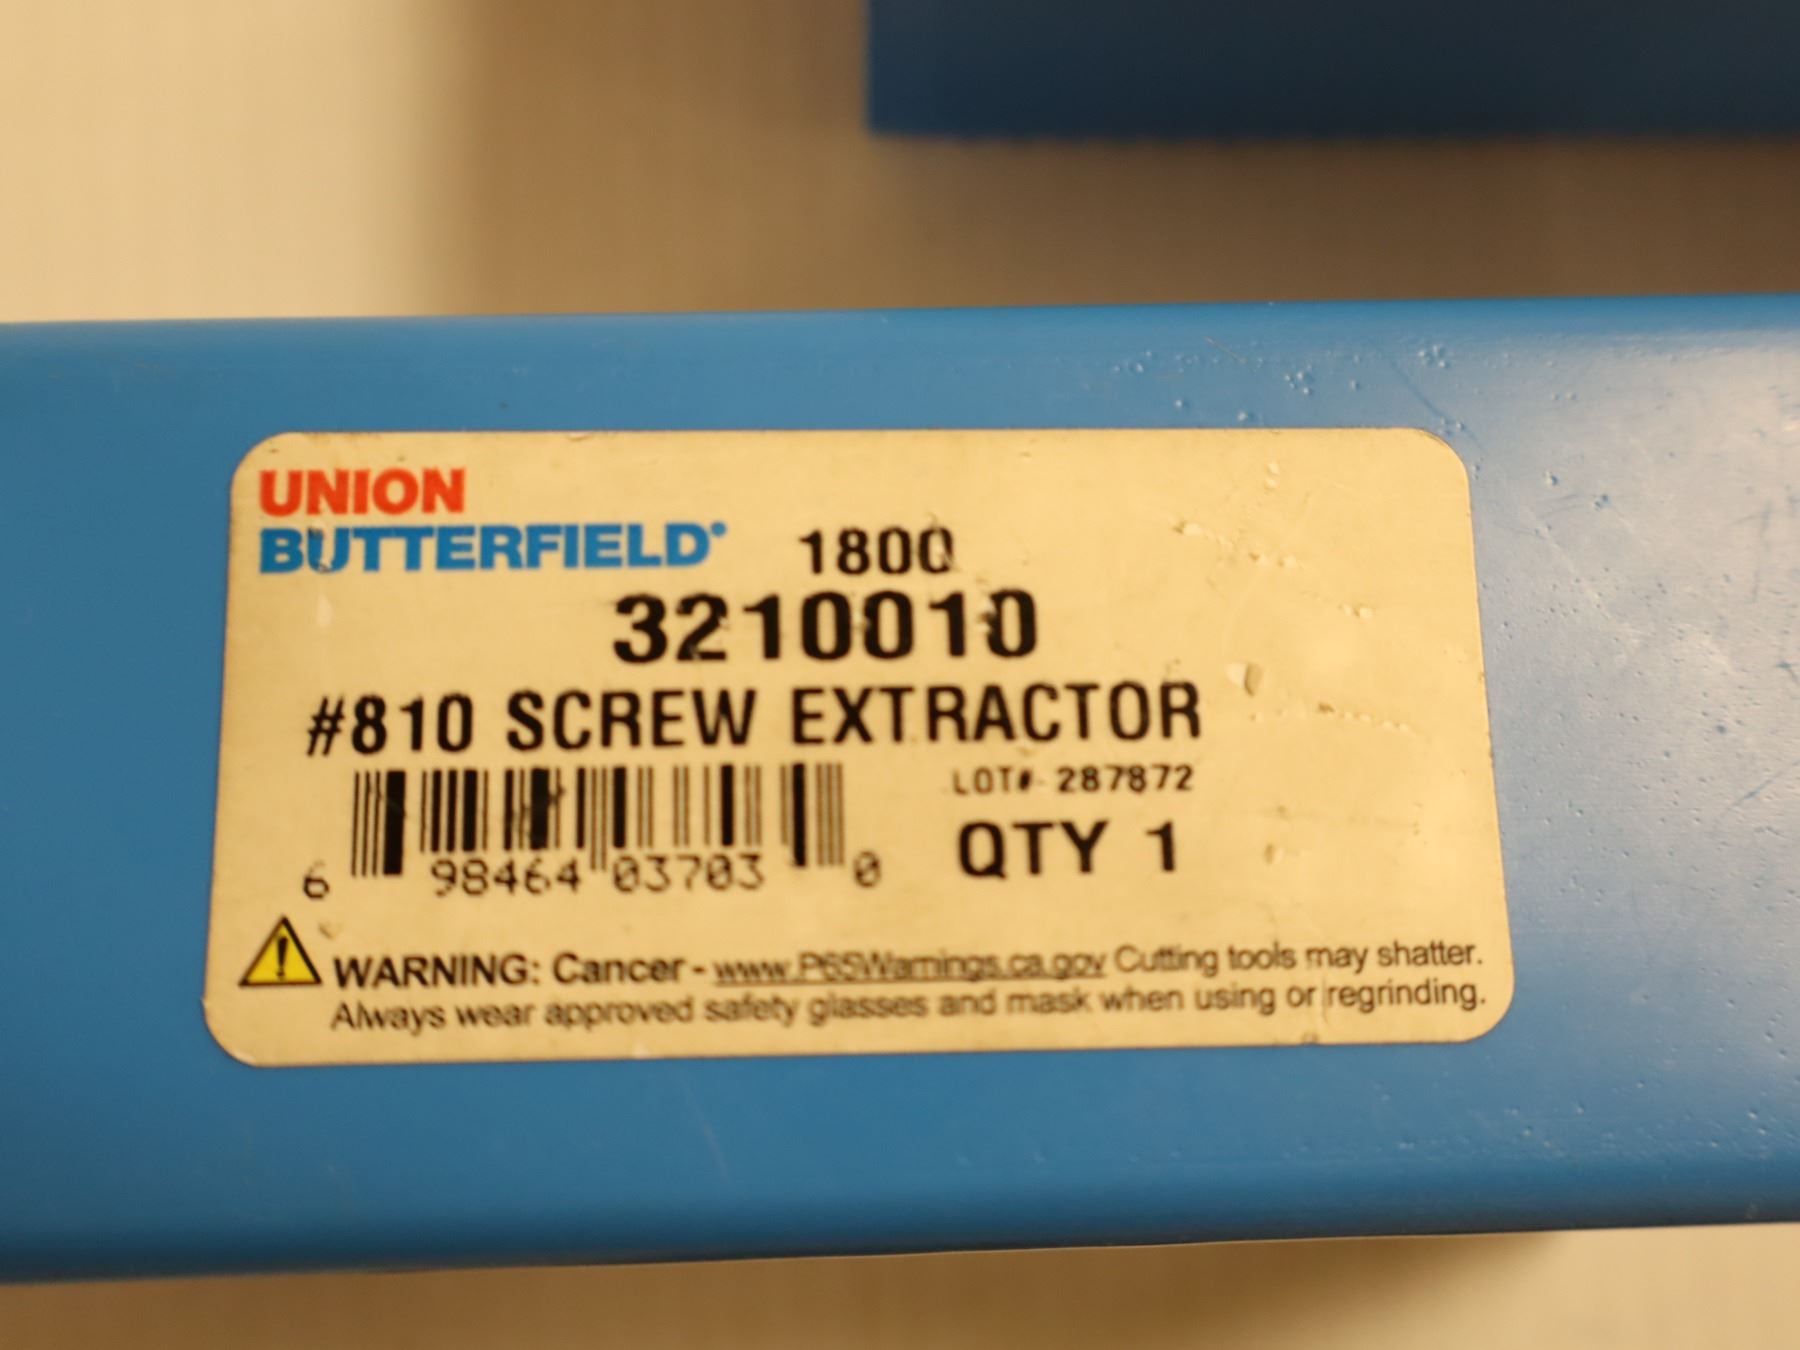 UNION
BUTTERFIELD® 1800
3210010
#810 SCREW EXTRACTOR
LOT# 287872
QTY 1
6 98464 03703 0
WARNING: Cancer - www.P65Warnings.ca.gov Cutting tools may shatter.
Always wear approved safety glasses and mask when using or regrinding.